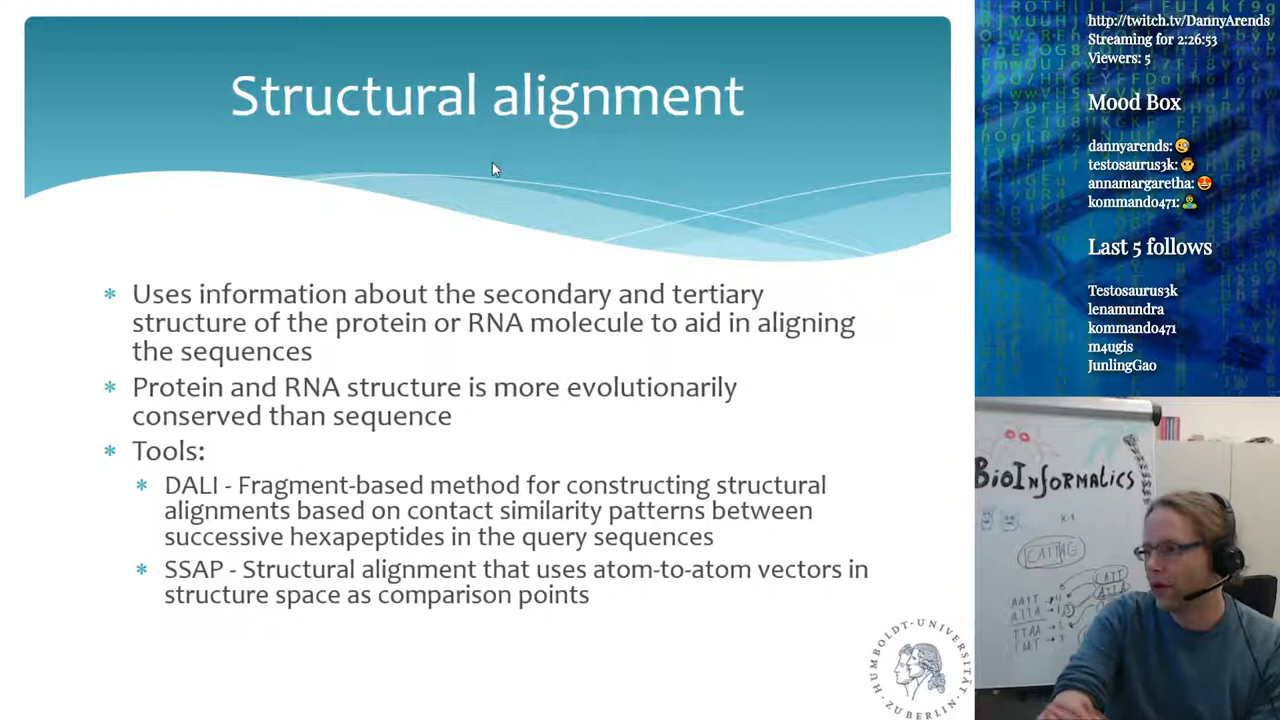 Structural alignment
* Uses information about the secondary and tertiary
structure of the protein or RNA molecule to aid in aligning
the sequences
* Protein and RNA structure is more evolutionarily
conserved than sequence
* Tools:
* DALI - Fragment-based method for constructing structural
alignments based on contact similarity patterns between
successive hexapeptides in the query sequences
* SSAP - Structural alignment that uses atom-to-atom vectors in
structure space as comparison points
HUMBOLDT-UNIVERSITÄT
ZU BERLIN
http://twitch.tv/DannyArends
Streaming for 2:26:53
Viewers: 5
Mood Box
dannyarends:
testosaurus3k:
annamargaretha:
kommando471:
Last 5 follows
Testosaurus3k
lenamundra
kommando471
m4ugis
JunlingGao
BioInformatics